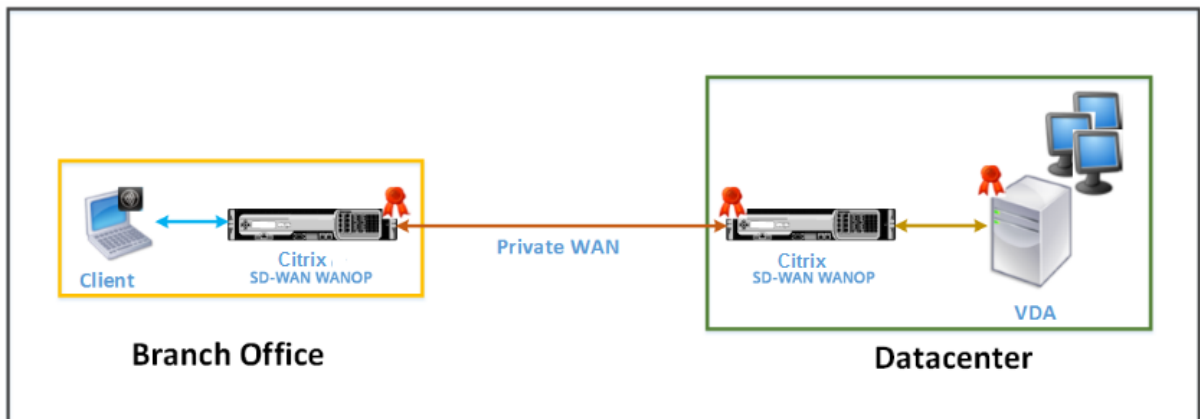 Private WAN
Citrix
SD-WAN WANOP
Client
Citrix
SD-WAN WANOP
VDA
Branch Office
Datacenter